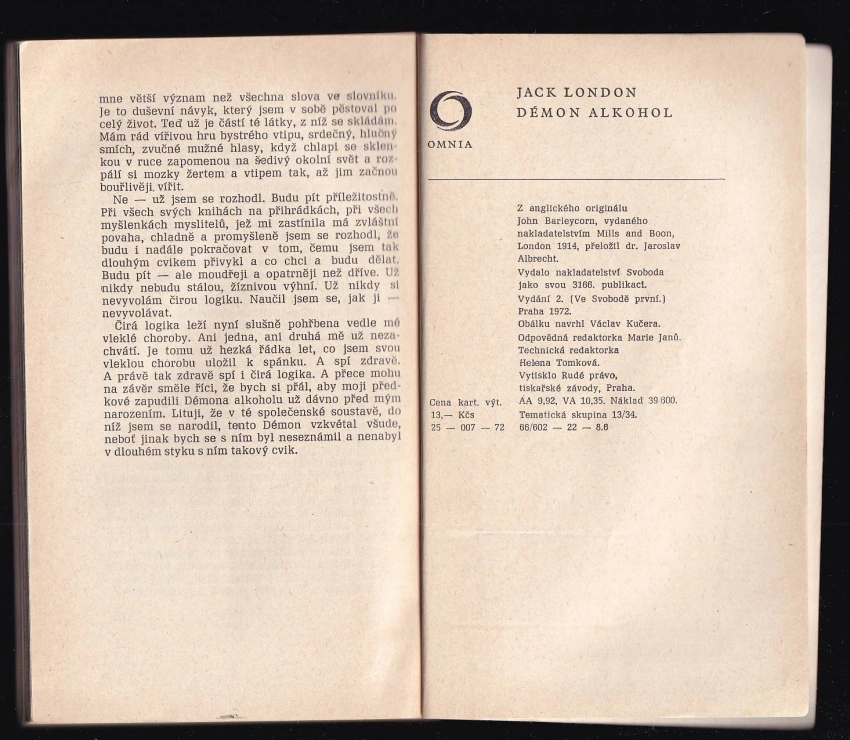 mne větší význam než všechna slova ve slovníku.
Je to duševní návyk, který jsem v sobě pěstoval po
celý život. Teď už je částí té látky, z níž se skládám.
Mám rád vířivou hru bystrého vtipu, srdečný, hlučný
smích, zvučné mužné hlasy, když chlapi se sklen-
kou v ruce zapomenou na šedivý okolní svět a roz-
pálí si mozky žertem a vtipem tak, až jim začnou
bouřlivěji vířit.
Ne — už jsem se rozhodl. Budu pít příležitostně.
Při všech svých knihách na přihrádkách, při všech
myšlenkách myslitelů, jež mi zastínila má zvláštní
povaha, chladně a promyšleně jsem se rozhodl, že
budu i nadále pokračovat v tom, čemu jsem tak
dlouhým cvikem přivykl a co chci a budu dělat.
Budu pít — ale moudřeji a opatrněji než dříve. Už
nikdy nebudu stálou, žíznivou výhní. Už nikdy si
nevyvolám čirou logiku. Naučil jsem se, jak ji —
nevyvolávat.
Čirá logika leží nyní slušně pohřbena vedle mé
vleklé choroby. Ani jedna, ani druhá mě už neza-
chvátí. Je tomu už hezká řádka let, co jsem svou
vleklou chorobu uložil k spánku. A spí zdravě.
A právě tak zdravě spí i čirá logika. A přece mohu
na závěr směle říci, že bych si přál, aby moji před-
kové zapudili Démona alkoholu už dávno před mým
narozením. Lituji, že v té společenské soustavě, do
níž jsem se narodil, tento Démon vzkvétal všude,
neboť jinak bych se s ním byl neseznámil a nenabyl
v dlouhém styku s ním takový cvik.
OMNIA
JACK LONDON
DÉMON ALKOHOL
Z anglického originálu
John Barleycorn, vydaného
nakladatelstvím Mills and Boon,
London 1914, přeložil dr. Jaroslav
Albrecht.
Vydalo nakladatelství Svoboda
jako svou 3166. publikaci.
Vydání 2. (Ve Svobodě první.)
Praha 1972.
Obálku navrhl Václav Kučera.
Odpovědná redaktorka Marie Janů.
Technická redaktorka
Helena Tomková.
Vytisklo Rudé právo,
tiskařské závody, Praha.
Cena kart. výt. AA 9,92, VA 10,35. Náklad 39 600.
13,— Kčs Tematická skupina 13/34.
25 — 007 — 72 66/602 — 22 — 8.6